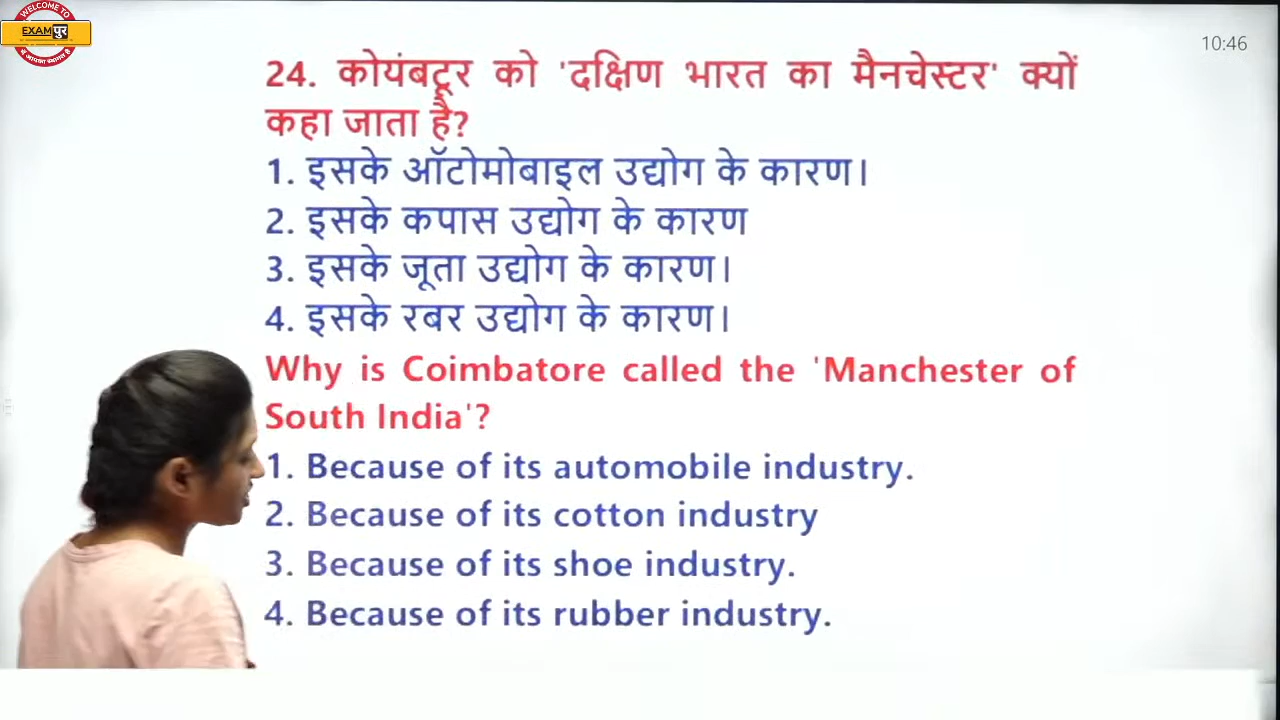 WELCOME TO
EXAM पुर
10:46
24. कोयंबटूर को 'दक्षिण भारत का मैनचेस्टर' क्यों
कहा जाता है?
1. इसके ऑटोमोबाइल उद्योग के कारण।
2. इसके कपास उद्योग के कारण
3. इसके जूता उद्योग के कारण।
4. इसके रबर उद्योग के कारण।
Why is Coimbatore called the 'Manchester of
South India'?
1. Because of its automobile industry.
2. Because of its cotton industry
3. Because of its shoe industry.
4. Because of its rubber industry.